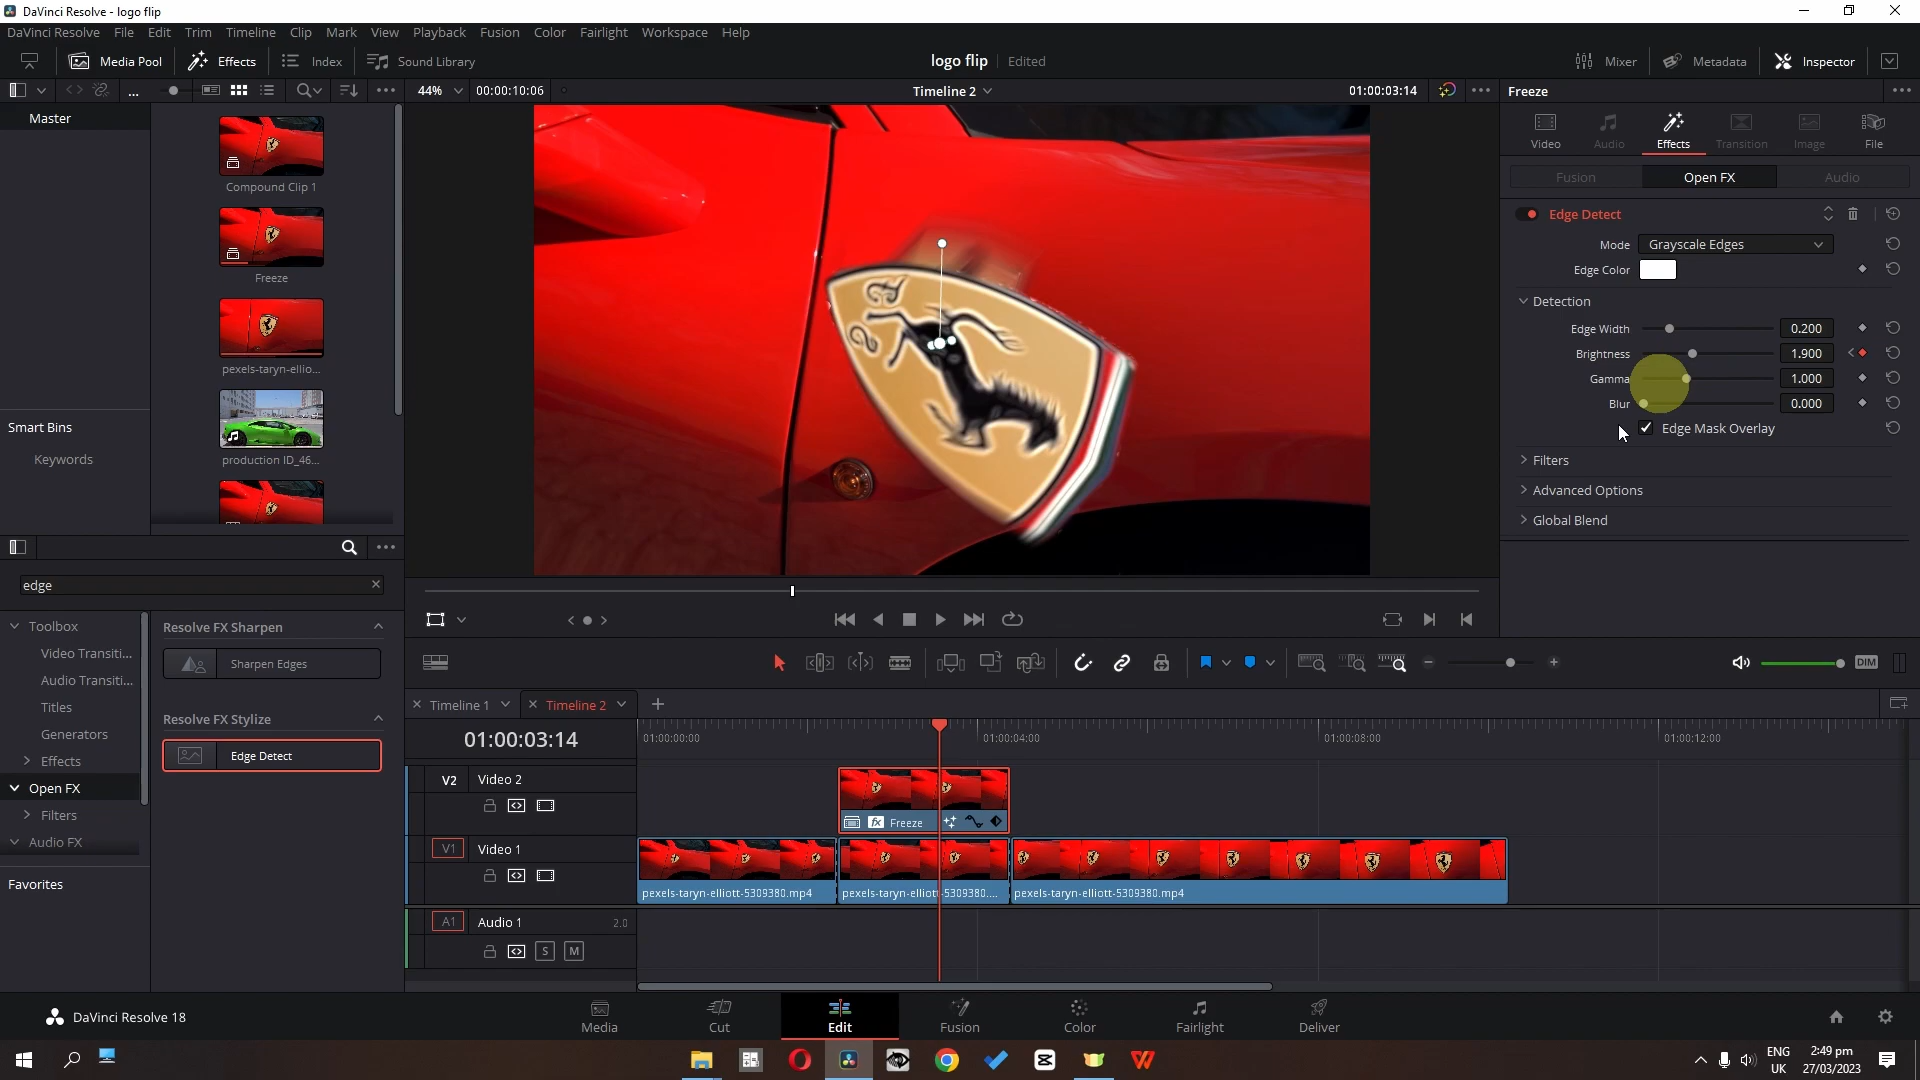 DaVinci Resolve - logo flip
DaVinci Resolve File Edit Trim Timeline Clip Mark View Playback Fusion Color Fairlight Workspace Help
Media Pool Effects Index Sound Library logo flip Edited Mixer Metadata Inspector
... 44% 00:00:10:06 Timeline 2 01:00:03:14 Freeze
Master
Compound Clip 1
Freeze
pexels-taryn-ellio...
production ID_46...
Smart Bins
Keywords
Video Audio Effects Transition Image File
Fusion Open FX Audio
Edge Detect
Mode Grayscale Edges
Edge Color
Detection
Edge Width 0.200
Brightness 1.900
Gamma 1.000
Blur 0.000
Edge Mask Overlay
Filters
Advanced Options
Global Blend
edge
Toolbox
Video Transiti...
Audio Transiti...
Titles
Generators
Effects
Open FX
Filters
Audio FX
Favorites
Resolve FX Sharpen
Sharpen Edges
Resolve FX Stylize
Edge Detect
DIM
Timeline 1 Timeline 2
01:00:03:14
01:00:00:00 01:00:04:00 01:00:08:00 01:00:12:00
V2 Video 2
Freeze
V1 Video 1
pexels-taryn-elliott-5309380.mp4 pexels-taryn-elliott-5309380.... pexels-taryn-elliott-5309380.mp4
A1 Audio 1 2.0
S M
DaVinci Resolve 18
Media Cut Edit Fusion Color Fairlight Deliver
ENG
UK
2:49 pm
27/03/2023